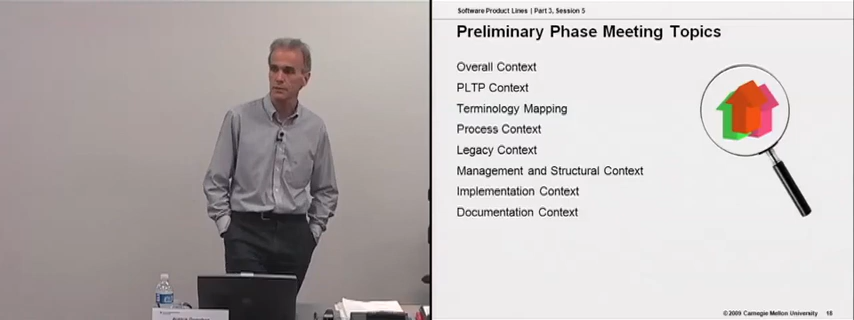 Software Product Lines | Part 3, Session 5
Preliminary Phase Meeting Topics
Overall Context
PLTP Context
Terminology Mapping
Process Context
Legacy Context
Management and Structural Context
Implementation Context
Documentation Context
© 2009 Carnegie Mellon University 18